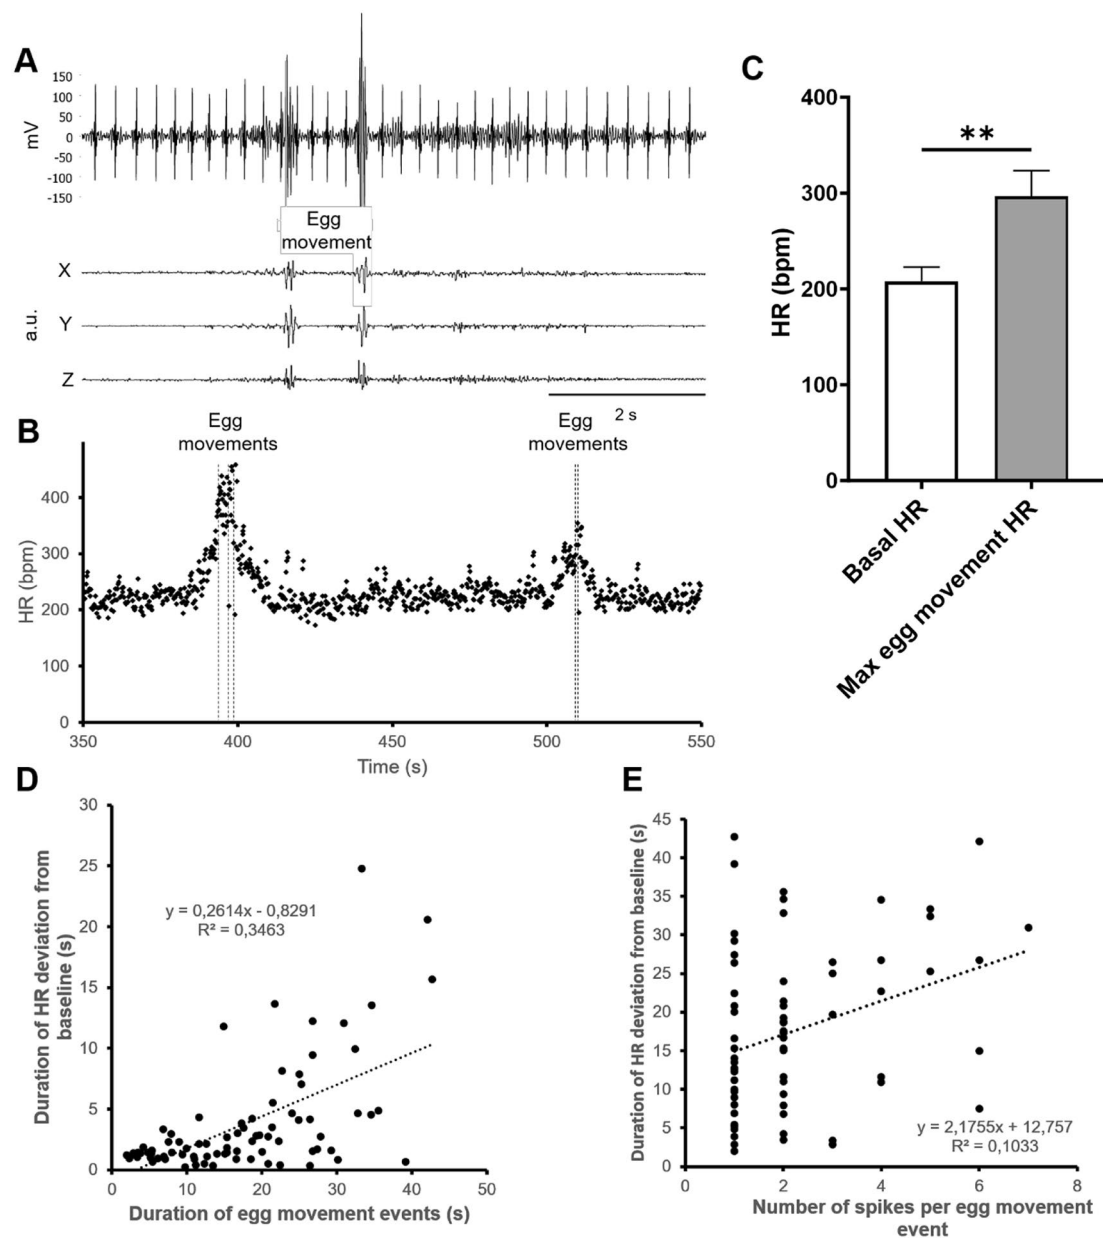 A
150
100
50
0
-50
-100
-150
mV
Egg
movement
X
Y
Z
a.u.
2 s
B
Egg
movements
Egg
movements
400
300
200
100
0
HR (bpm)
350
400
450
500
550
Time (s)
C
400
300
200
100
0
HR (bpm)
**
Basal HR
Max egg movement HR
D
30
25
20
15
10
5
0
Duration of HR deviation from
baseline (s)
y = 0,2614x - 0,8291
R² = 0,3463
0
10
20
30
40
50
Duration of egg movement events (s)
E
45
40
35
30
25
20
15
10
5
0
Duration of HR deviation from baseline (s)
y = 2,1755x + 12,757
R² = 0,1033
0
2
4
6
8
Number of spikes per egg movement
event